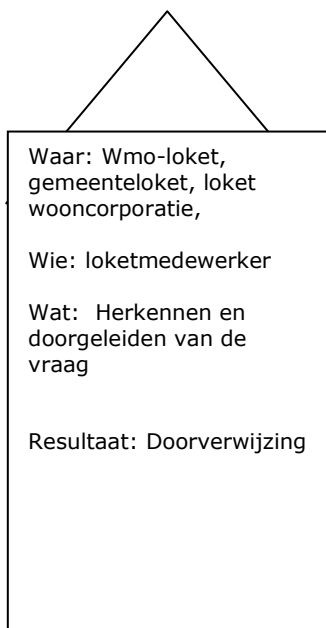 Waar: Wmo-loket,
gemeenteloket, loket
wooncorporatie,
Wie: loketmedewerker
Wat:  Herkennen en
doorgeleiden van de
vraag
Resultaat: Doorverwijzing